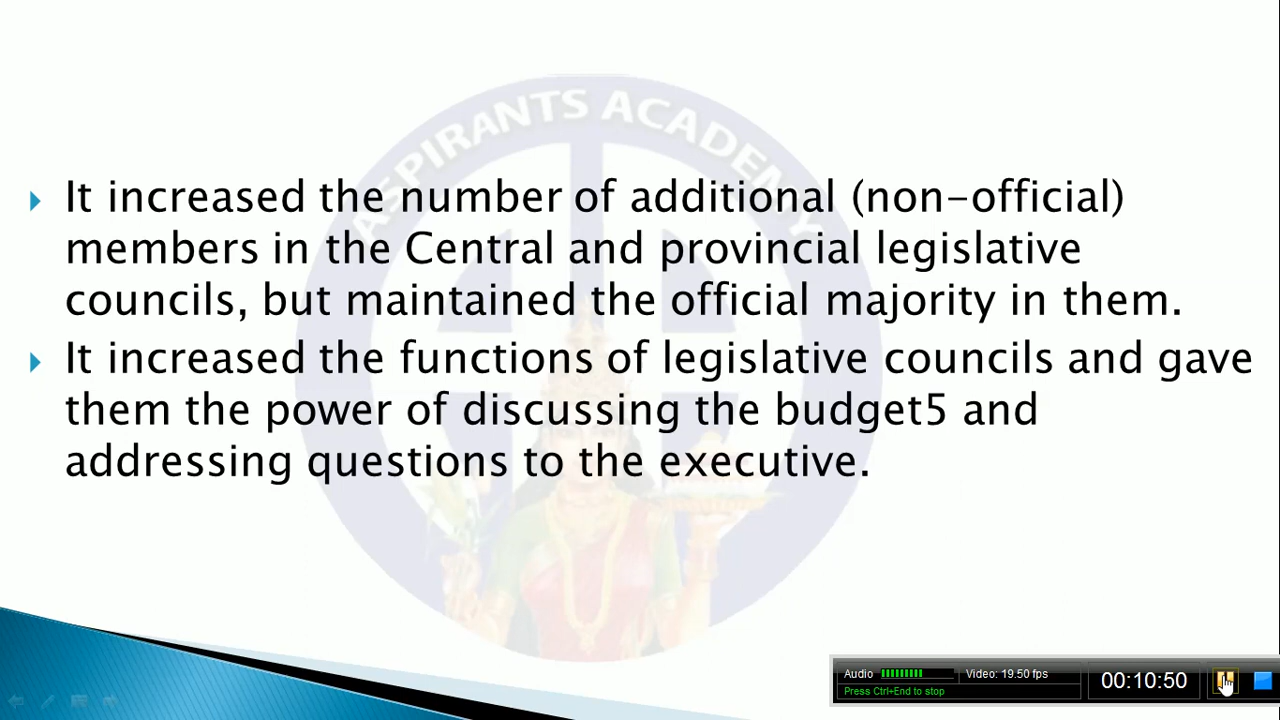 ASPIRANTS ACADEMY
It increased the number of additional (non-official)
members in the Central and provincial legislative
councils, but maintained the official majority in them.
It increased the functions of legislative councils and gave
them the power of discussing the budget5 and
addressing questions to the executive.
Audio
Video: 19.50 fps
Press Ctrl+End to stop
00:10:50